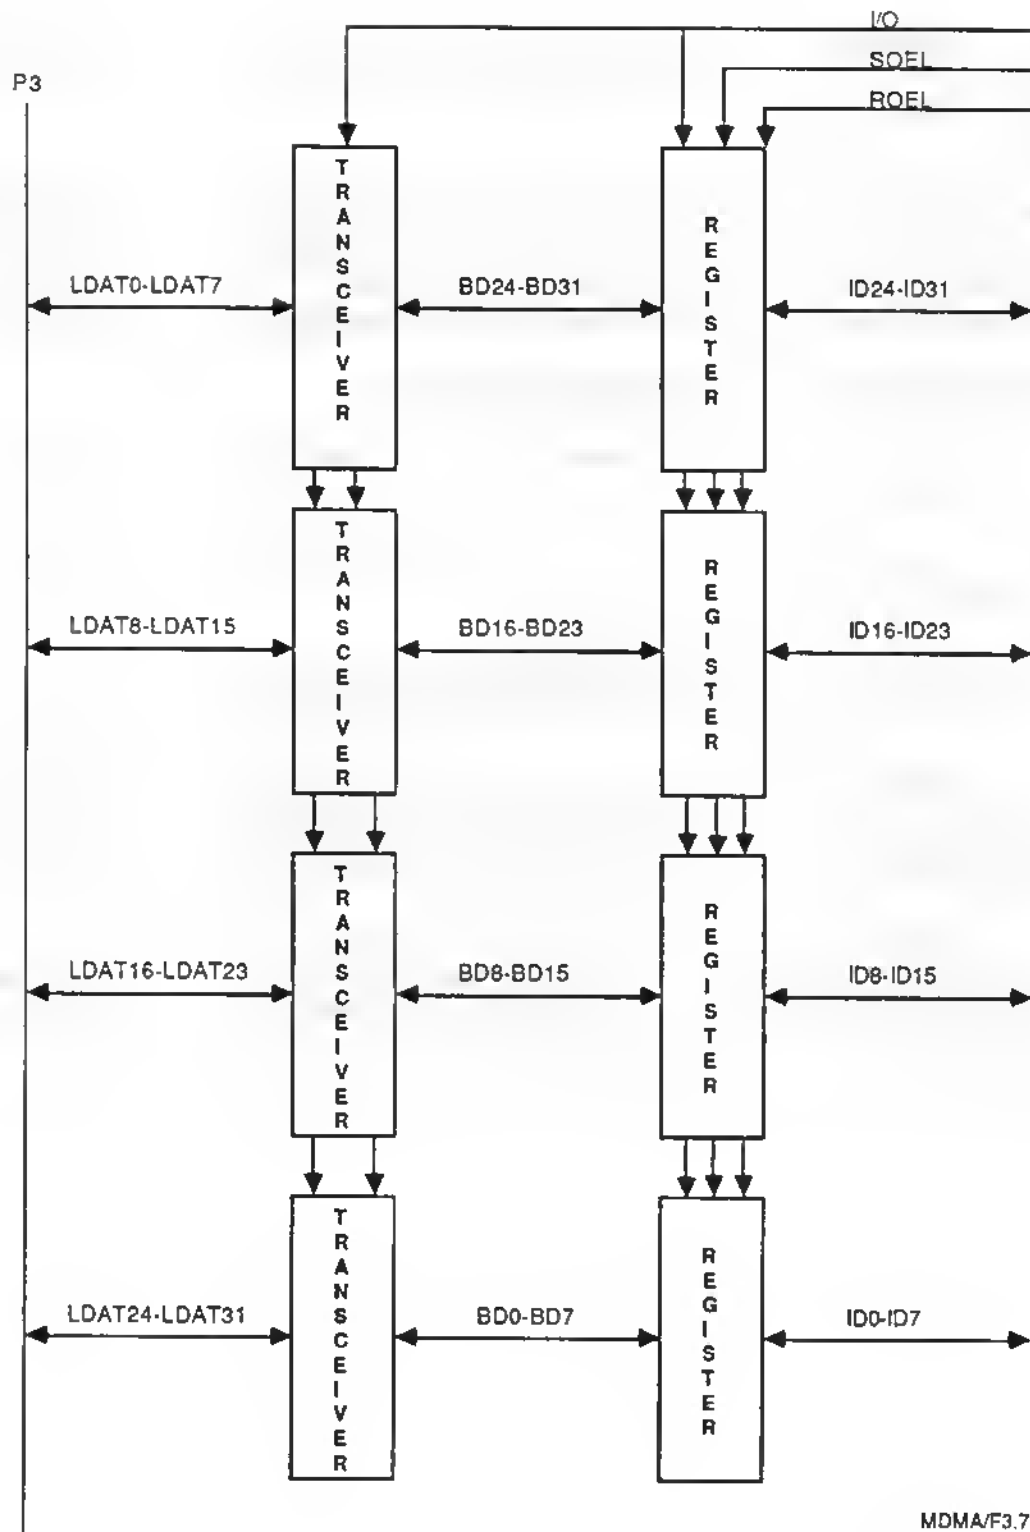 I/O
SOEL
ROEL
P3
TRANSCEIVER
REGISTER
LDAT0-LDAT7
BD24-BD31
ID24-ID31
TRANSCEIVER
REGISTER
LDAT8-LDAT15
BD16-BD23
ID16-ID23
TRANSCEIVER
REGISTER
LDAT16-LDAT23
BD8-BD15
ID8-ID15
TRANSCEIVER
REGISTER
LDAT24-LDAT31
BD0-BD7
ID0-ID7
MDMA/F3.7